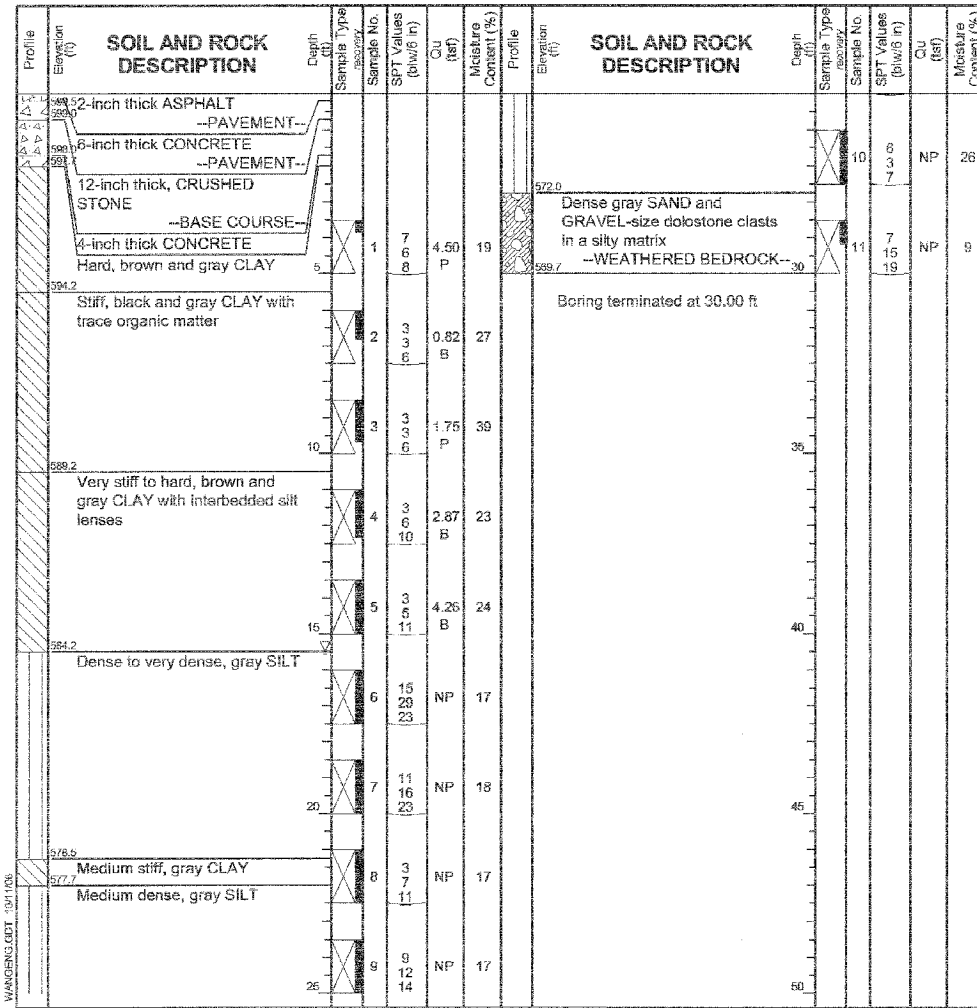 Profile
Elevation (ft)
SOIL AND ROCK DESCRIPTION
Depth (ft)
Sample Type
recovery
Sample No.
SPT Values (blw/6 in)
Qu (tsf)
Moisture Content (%)
Profile
Elevation (ft)
SOIL AND ROCK DESCRIPTION
Depth (ft)
Sample Type
recovery
Sample No.
SPT Values (blw/6 in)
Qu (tsf)
Moisture Content (%)
2-inch thick ASPHALT
--PAVEMENT--
599.0
6-inch thick CONCRETE
--PAVEMENT--
598.0
597.7
12-inch thick, CRUSHED
STONE
--BASE COURSE--
4-inch thick CONCRETE
Hard, brown and gray CLAY
5
1
7
6
8
4.50
P
19
594.2
Stiff, black and gray CLAY with
trace organic matter
2
3
3
6
0.82
B
27
10
3
3
3
6
1.75
P
39
589.2
Very stiff to hard, brown and
gray CLAY with interbedded silt
lenses
4
3
6
10
2.87
B
23
15
5
3
5
11
4.26
B
24
584.2
Dense to very dense, gray SILT
6
15
29
23
NP
17
20
7
11
16
23
NP
18
578.5
Medium stiff, gray CLAY
577.7
Medium dense, gray SILT
8
3
7
11
NP
17
25
9
9
12
14
NP
17
10
6
3
7
NP
26
572.0
Dense gray SAND and
GRAVEL-size dolostone clasts
in a silty matrix
--WEATHERED BEDROCK--
569.7
30
11
7
15
19
NP
9
Boring terminated at 30.00 ft
35
40
45
50
WANGENG.GDT 10/11/06